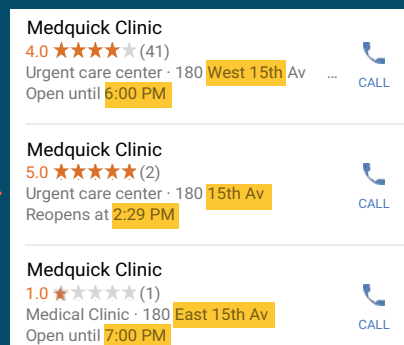 Medquick Clinic
4.0 ★★★★★ (41)
Urgent care center · 180 West 15th Av ...
Open until 6:00 PM
CALL
Medquick Clinic
5.0 ★★★★★ (2)
Urgent care center · 180 15th Av
Reopens at 2:29 PM
CALL
Medquick Clinic
1.0 ★★★★★ (1)
Medical Clinic · 180 East 15th Av
Open until 7:00 PM
CALL